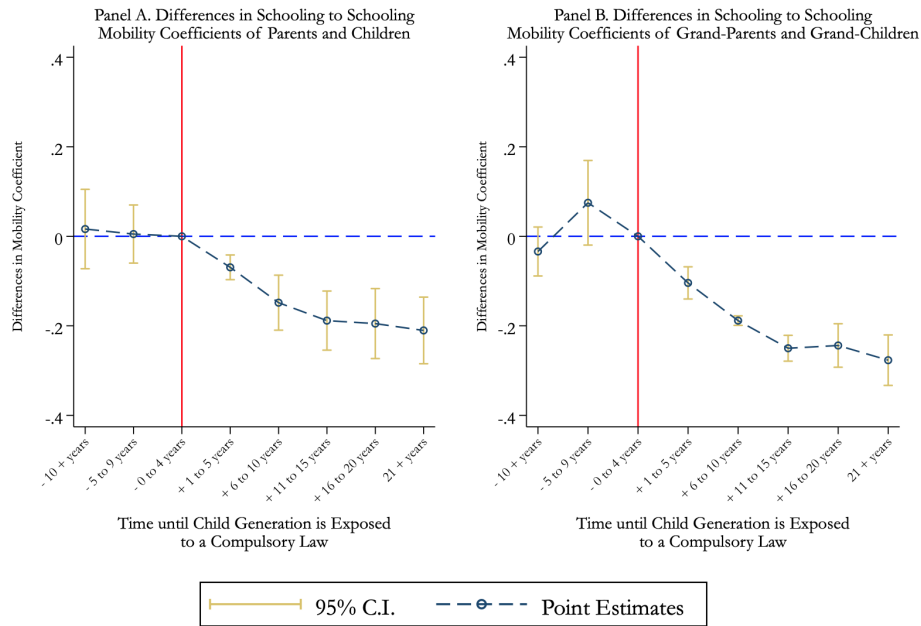 Panel A. Differences in Schooling to Schooling
Mobility Coefficients of Parents and Children
Differences in Mobility Coefficient
.4
.2
0
-.2
-.4
- 10 + years
- 5 to 9 years
- 0 to 4 years
+ 1 to 5 years
+ 6 to 10 years
+ 11 to 15 years
+ 16 to 20 years
21 + years
Time until Child Generation is Exposed
to a Compulsory Law
Panel B. Differences in Schooling to Schooling
Mobility Coefficients of Grand-Parents and Grand-Children
Differences in Mobility Coefficient
.4
.2
0
-.2
-.4
- 10 + years
- 5 to 9 years
- 0 to 4 years
+ 1 to 5 years
+ 6 to 10 years
+ 11 to 15 years
+ 16 to 20 years
21 + years
Time until Child Generation is Exposed
to a Compulsory Law
95% C.I.
Point Estimates